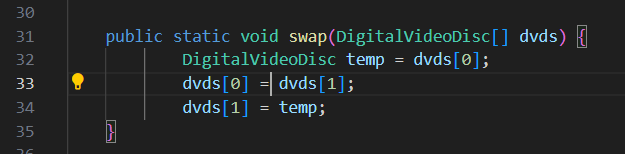 30
31 public static void swap(DigitalVideoDisc[] dvds) {
32 DigitalVideoDisc temp = dvds[0];
33 dvds[0] = dvds[1];
34 dvds[1] = temp;
35 }